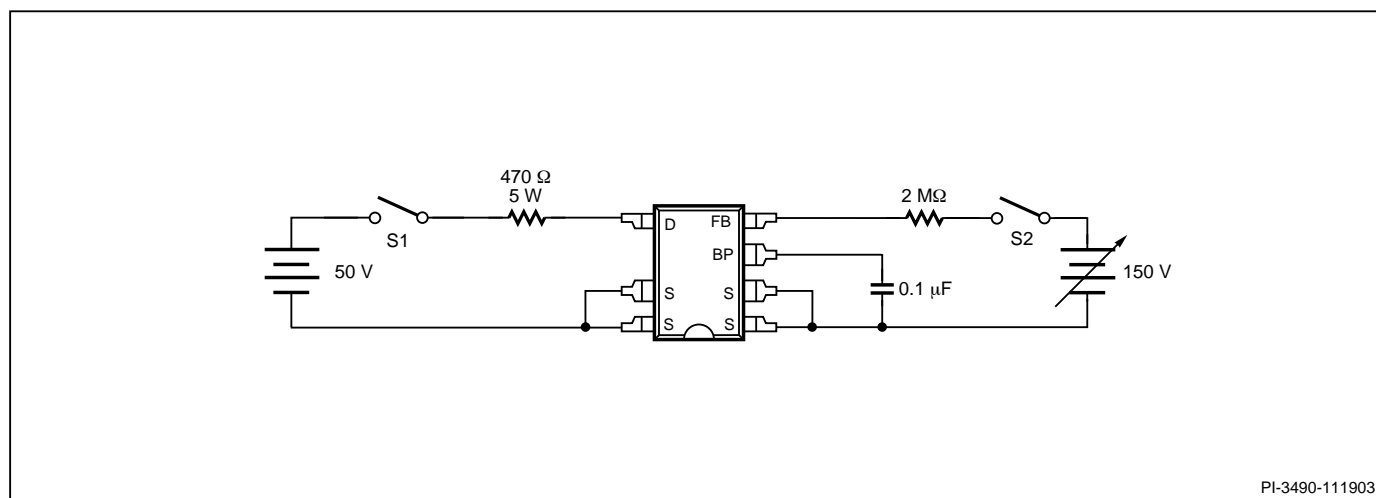 470 Ω
5 W
S1
50 V
D
S
S
FB
BP
S
S
2 MΩ
S2
0.1 μF
150 V
PI-3490-111903